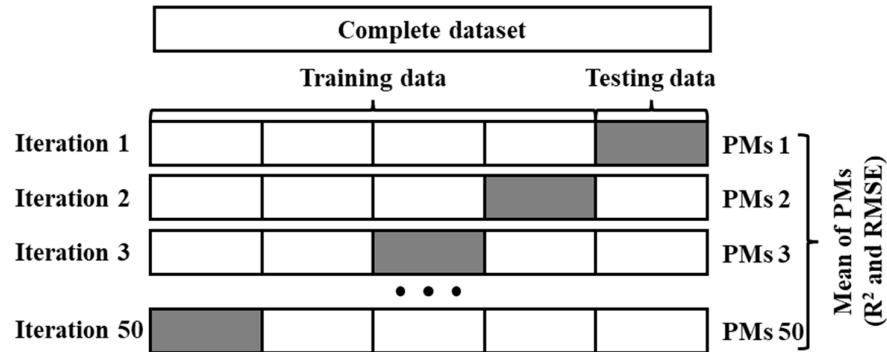 Complete dataset
Training data
Testing data
Iteration 1
PMs 1
Iteration 2
PMs 2
Iteration 3
PMs 3
• • •
Iteration 50
PMs 50
Mean of PMs
(R² and RMSE)